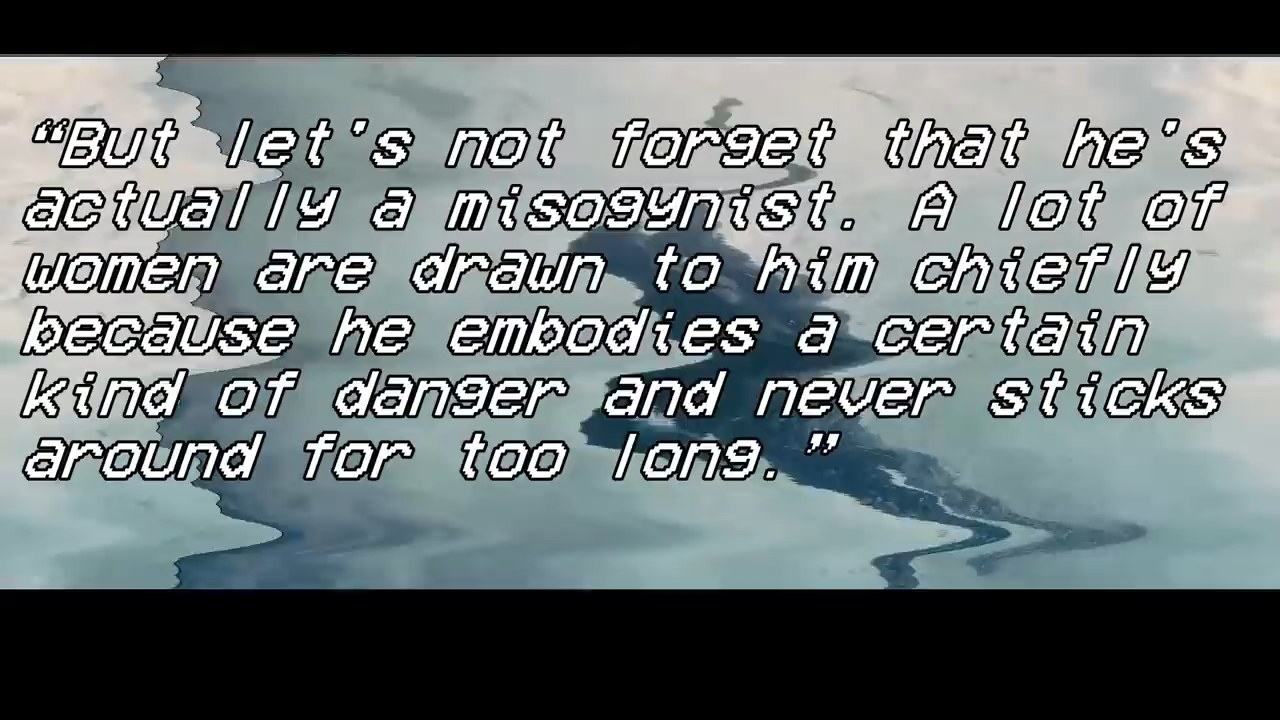 “But let’s not forget that he’s
actually a misogynist. A lot of
women are drawn to him chiefly
because he embodies a certain
kind of danger and never sticks
around for too long.”